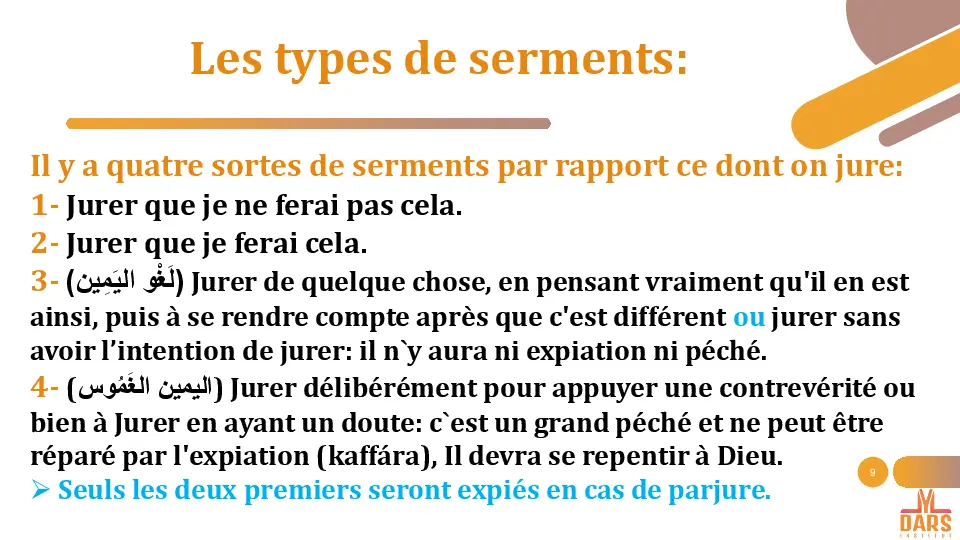 Les types de serments:
Il y a quatre sortes de serments par rapport ce dont on jure:
1- Jurer que je ne ferai pas cela.
2- Jurer que je ferai cela.
3- (لَغْو اليَمِين) Jurer de quelque chose, en pensant vraiment qu'il en est
ainsi, puis à se rendre compte après que c'est différent ou jurer sans
avoir l’intention de jurer: il n`y aura ni expiation ni péché.
4- (اليمين الغَمُوس) Jurer délibérément pour appuyer une contrevérité ou
bien à Jurer en ayant un doute: c`est un grand péché et ne peut être
réparé par l'expiation (kaffára), Il devra se repentir à Dieu.
➢ Seuls les deux premiers seront expiés en cas de parjure.
9
DARS
INSTITUT